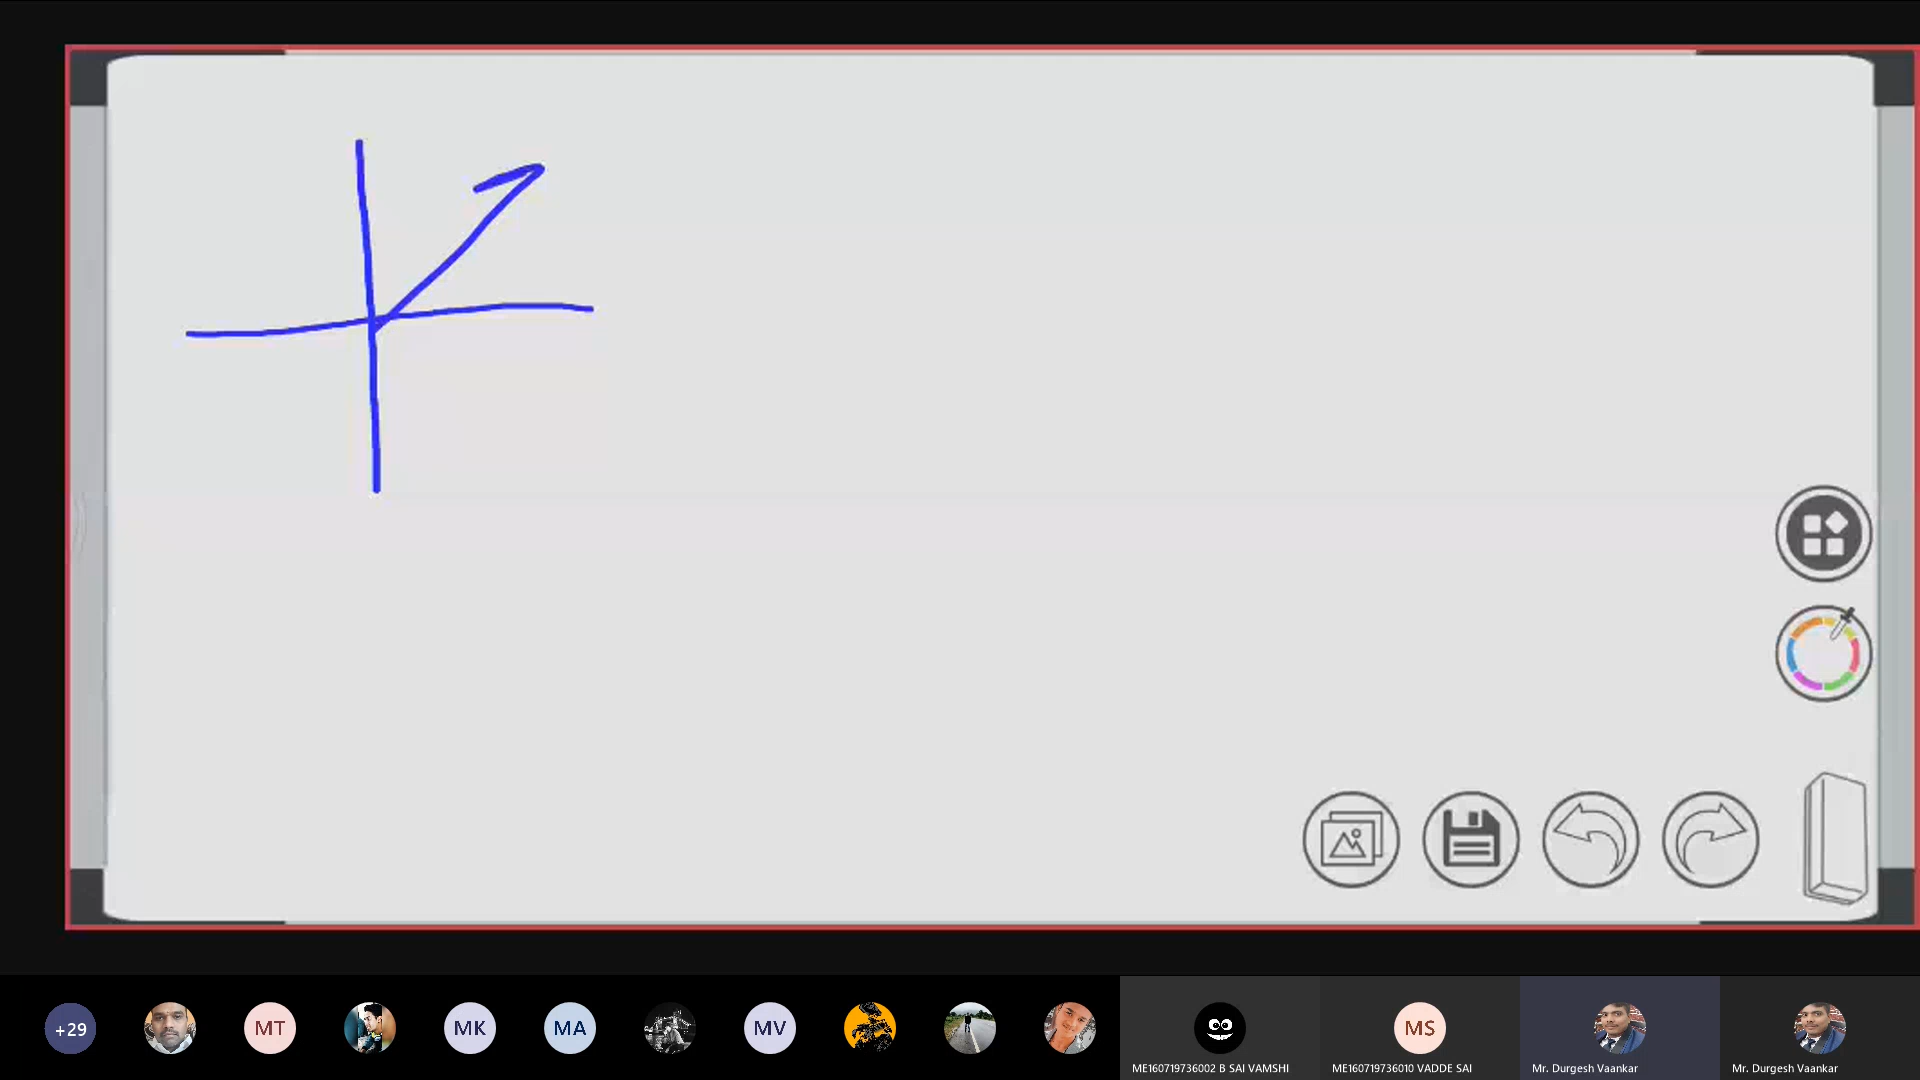 +29
MT
MK
MA
MV
MS
ME160719736002 B SAI VAMSHI
ME160719736010 VADDE SAI
Mr. Durgesh Vaankar
Mr. Durgesh Vaankar